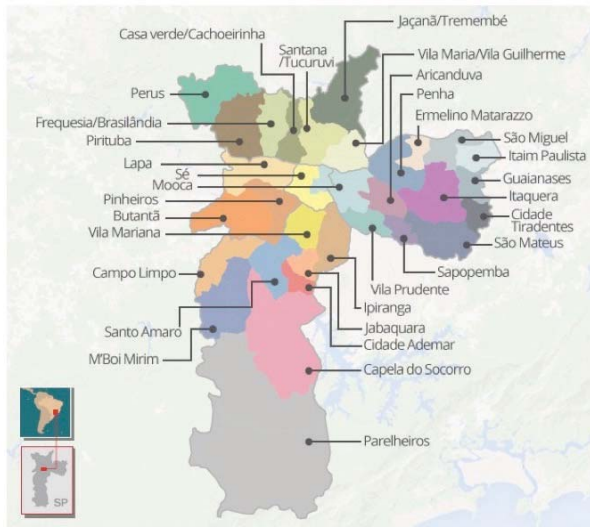 Jaçanã/Tremembé
Casa verde/Cachoeirinha
Santana
/Tucuruvi
Vila Maria/Vila Guilherme
Aricanduva
Perus
Penha
Ermelino Matarazzo
Frequesia/Brasilândia
São Miguel
Pirituba
Itaim Paulista
Lapa
Sé
Guaianases
Mooca
Itaquera
Pinheiros
Cidade
Tiradentes
Butantã
Vila Mariana
São Mateus
Campo Limpo
Sapopemba
Vila Prudente
Ipiranga
Santo Amaro
Jabaquara
Cidade Ademar
M'Boi Mirim
Capela do Socorro
Parelheiros
SP